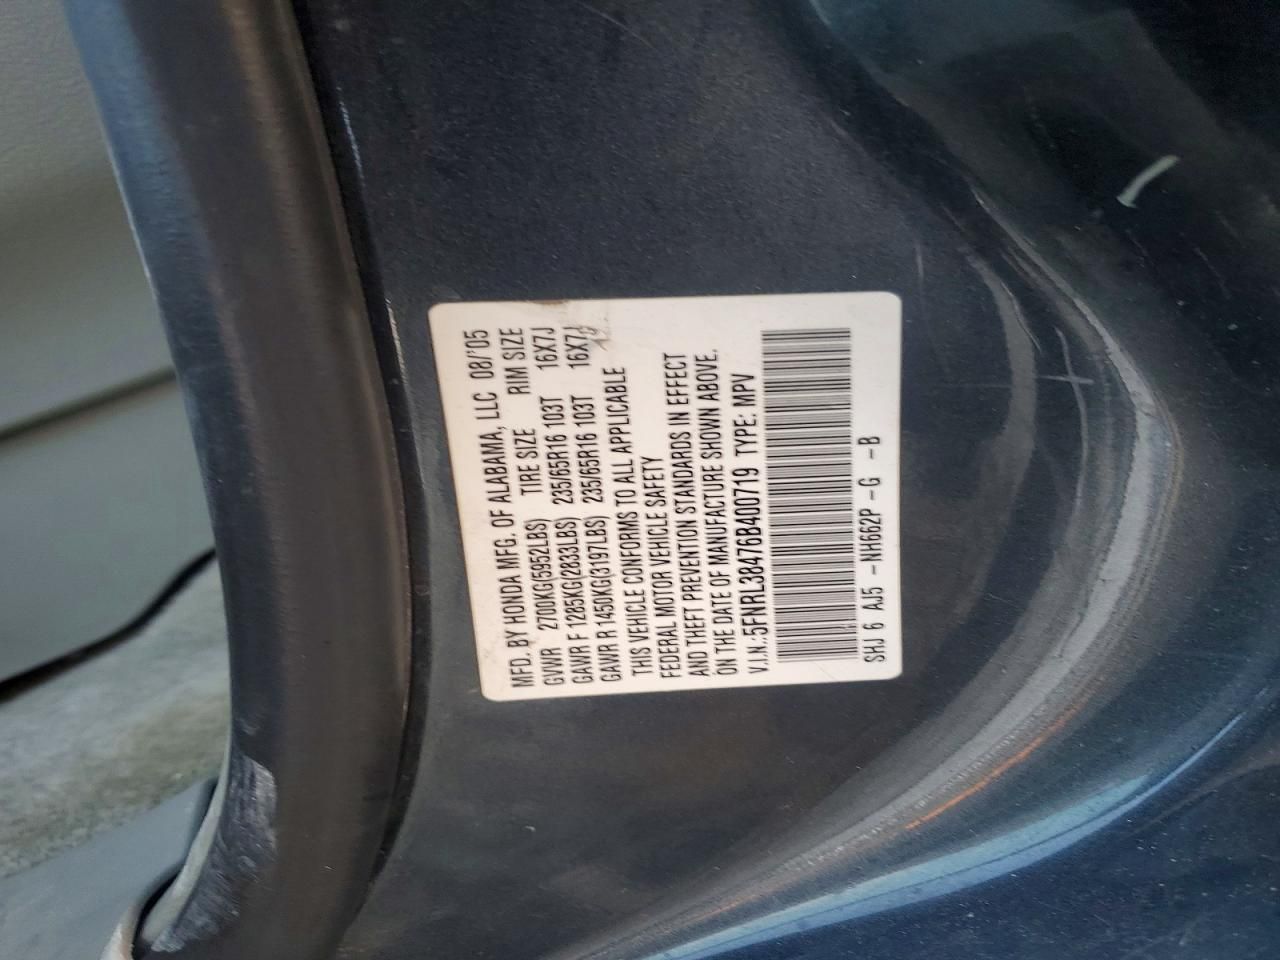 MFD. BY HONDA MFG. OF ALABAMA, LLC 08/'05
GVWR 2700KG(5952LBS) TIRE SIZE RIM SIZE
GAWR F 1285KG(2833LBS) 235/65R16 103T 16X7J
GAWR R 1450KG(3197LBS) 235/65R16 103T 16X7J
THIS VEHICLE CONFORMS TO ALL APPLICABLE
FEDERAL MOTOR VEHICLE SAFETY
AND THEFT PREVENTION STANDARDS IN EFFECT
ON THE DATE OF MANUFACTURE SHOWN ABOVE.
V.I.N.:5FNRL38476B400719 TYPE: MPV
SHJ 6 AJ5 -NH662P -G -B